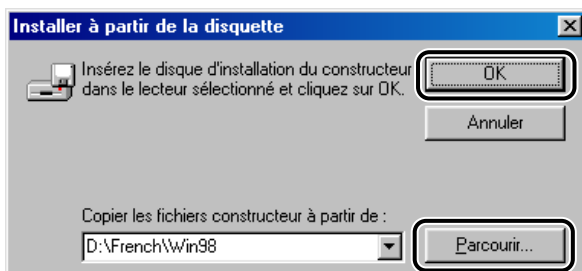 Installer à partir de la disquette
Insérez le disque d'installation du constructeur
dans le lecteur sélectionné et cliquez sur OK.
OK
Annuler
Copier les fichiers constructeur à partir de :
D:\French\Win98
Parcourir...